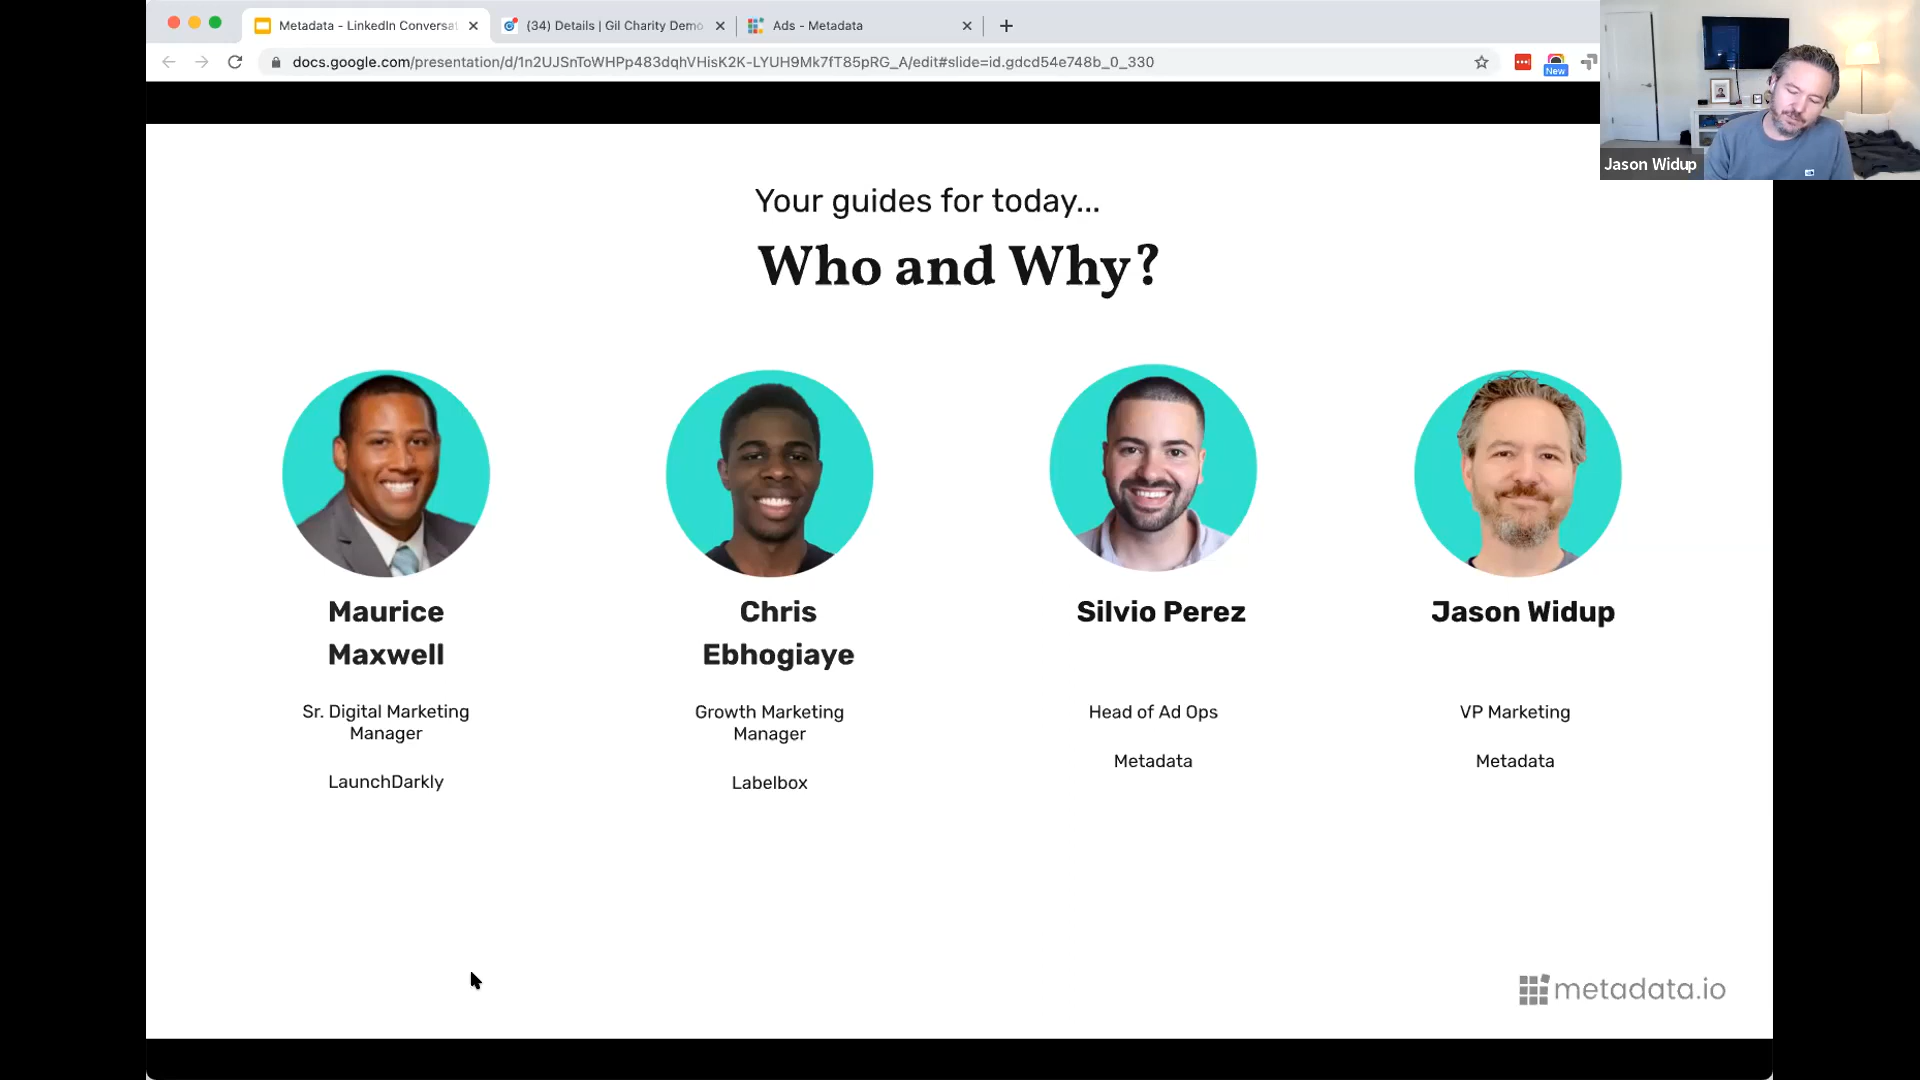 Metadata - LinkedIn Conversat
(34) Details | Gil Charity Demo
Ads - Metadata
docs.google.com/presentation/d/1n2UJSnToWHPp483dqhVHisK2K-LYUH9Mk7fT85pRG_A/edit#slide=id.gdcd54e748b_0_330
New
Jason Widup
Your guides for today...
Who and Why?
Maurice
Maxwell
Sr. Digital Marketing
Manager
LaunchDarkly
Chris
Ebhogiaye
Growth Marketing
Manager
Labelbox
Silvio Perez
Head of Ad Ops
Metadata
Jason Widup
VP Marketing
Metadata
metadata.io